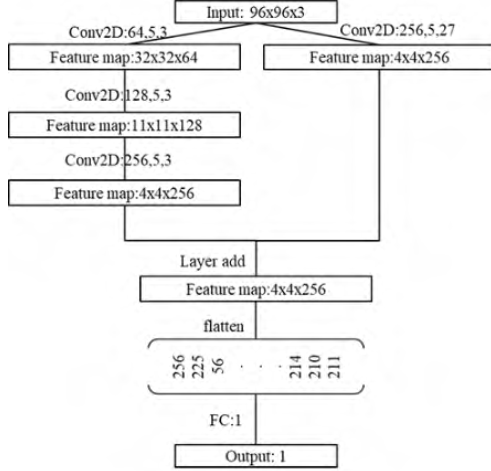 Input: 96x96x3
Conv2D:64,5,3
Conv2D:256,5,27
Feature map:32x32x64
Feature map:4x4x256
Conv2D:128,5,3
Feature map:11x11x128
Conv2D:256,5,3
Feature map:4x4x256
Layer add
Feature map:4x4x256
flatten
256 225 56 . . . 214 210 211
FC:1
Output: 1